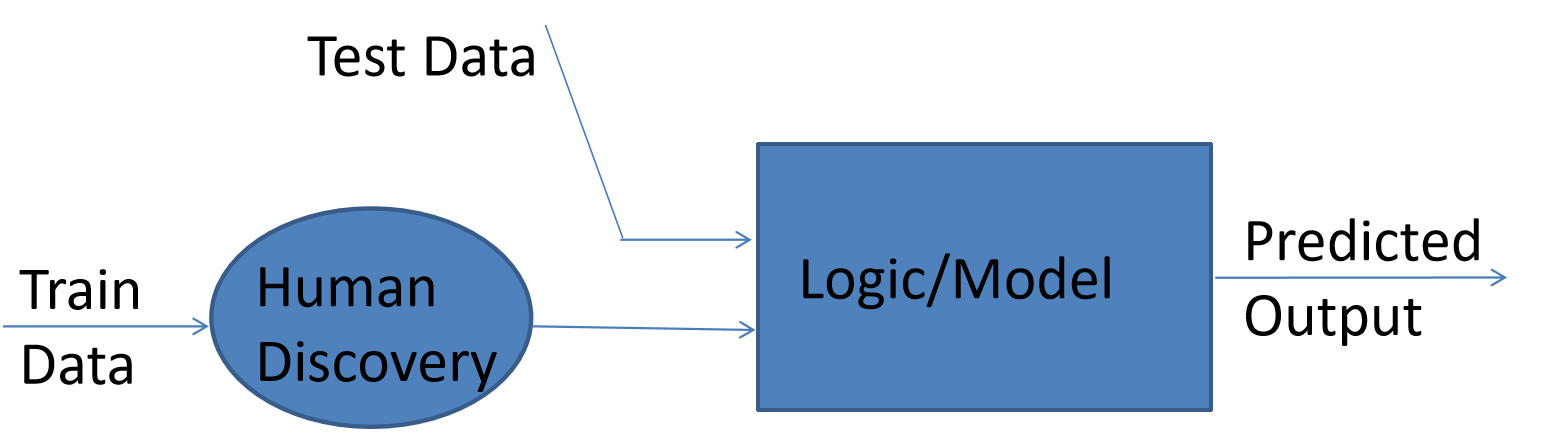 Test Data
Train
Data
Human
Discovery
Logic/Model
Predicted
Output